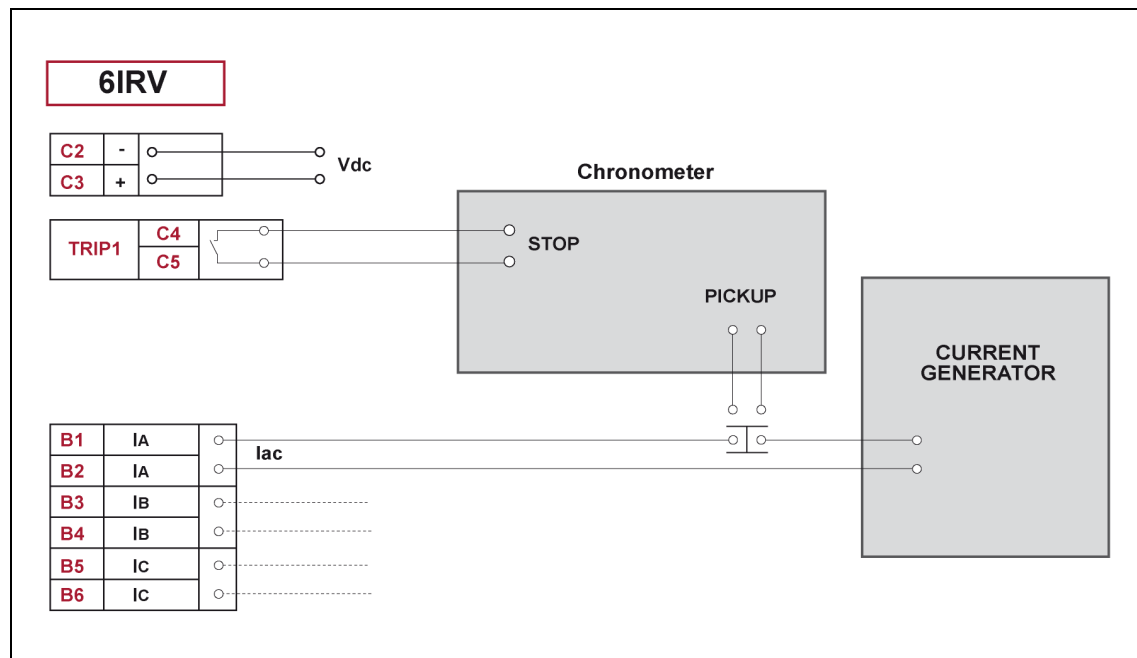 6IRV
C2 -
C3 +
Vdc
TRIP1
C4
C5
Chronometer
STOP
PICKUP
CURRENT
GENERATOR
B1 IA
B2 IA
B3 IB
B4 IB
B5 IC
B6 IC
Iac